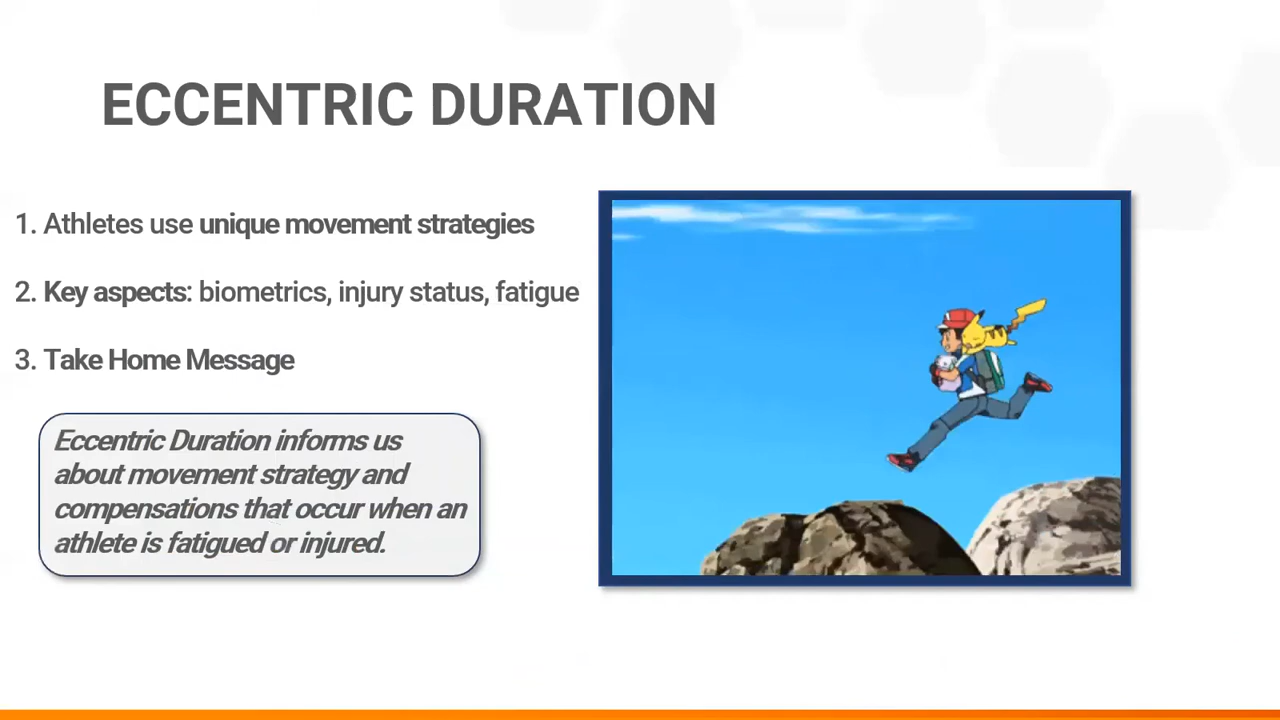 ECCENTRIC DURATION
1. Athletes use unique movement strategies
2. Key aspects: biometrics, injury status, fatigue
3. Take Home Message
Eccentric Duration informs us
about movement strategy and
compensations that occur when an
athlete is fatigued or injured.